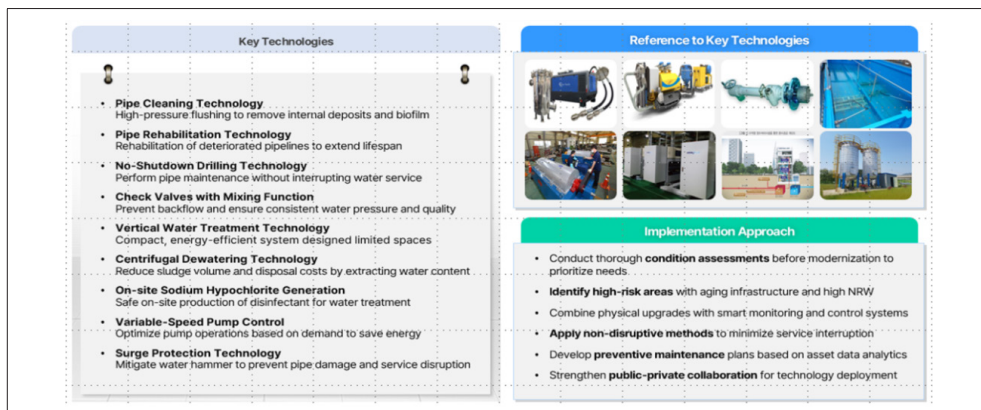 Key Technologies
• Pipe Cleaning Technology
High-pressure flushing to remove internal deposits and biofilm
• Pipe Rehabilitation Technology
Rehabilitation of deteriorated pipelines to extend lifespan
• No-Shutdown Drilling Technology
Perform pipe maintenance without interrupting water service
• Check Valves with Mixing Function
Prevent backflow and ensure consistent water pressure and quality
• Vertical Water Treatment Technology
Compact, energy-efficient system designed limited spaces
• Centrifugal Dewatering Technology
Reduce sludge volume and disposal costs by extracting water content
• On-site Sodium Hypochlorite Generation
Safe on-site production of disinfectant for water treatment
• Variable-Speed Pump Control
Optimize pump operations based on demand to save energy
• Surge Protection Technology
Mitigate water hammer to prevent pipe damage and service disruption
Reference to Key Technologies
Implementation Approach
• Conduct thorough condition assessments before modernization to
prioritize needs
• Identify high-risk areas with aging infrastructure and high NRW
• Combine physical upgrades with smart monitoring and control systems
• Apply non-disruptive methods to minimize service interruption
• Develop preventive maintenance plans based on asset data analytics
• Strengthen public-private collaboration for technology deployment